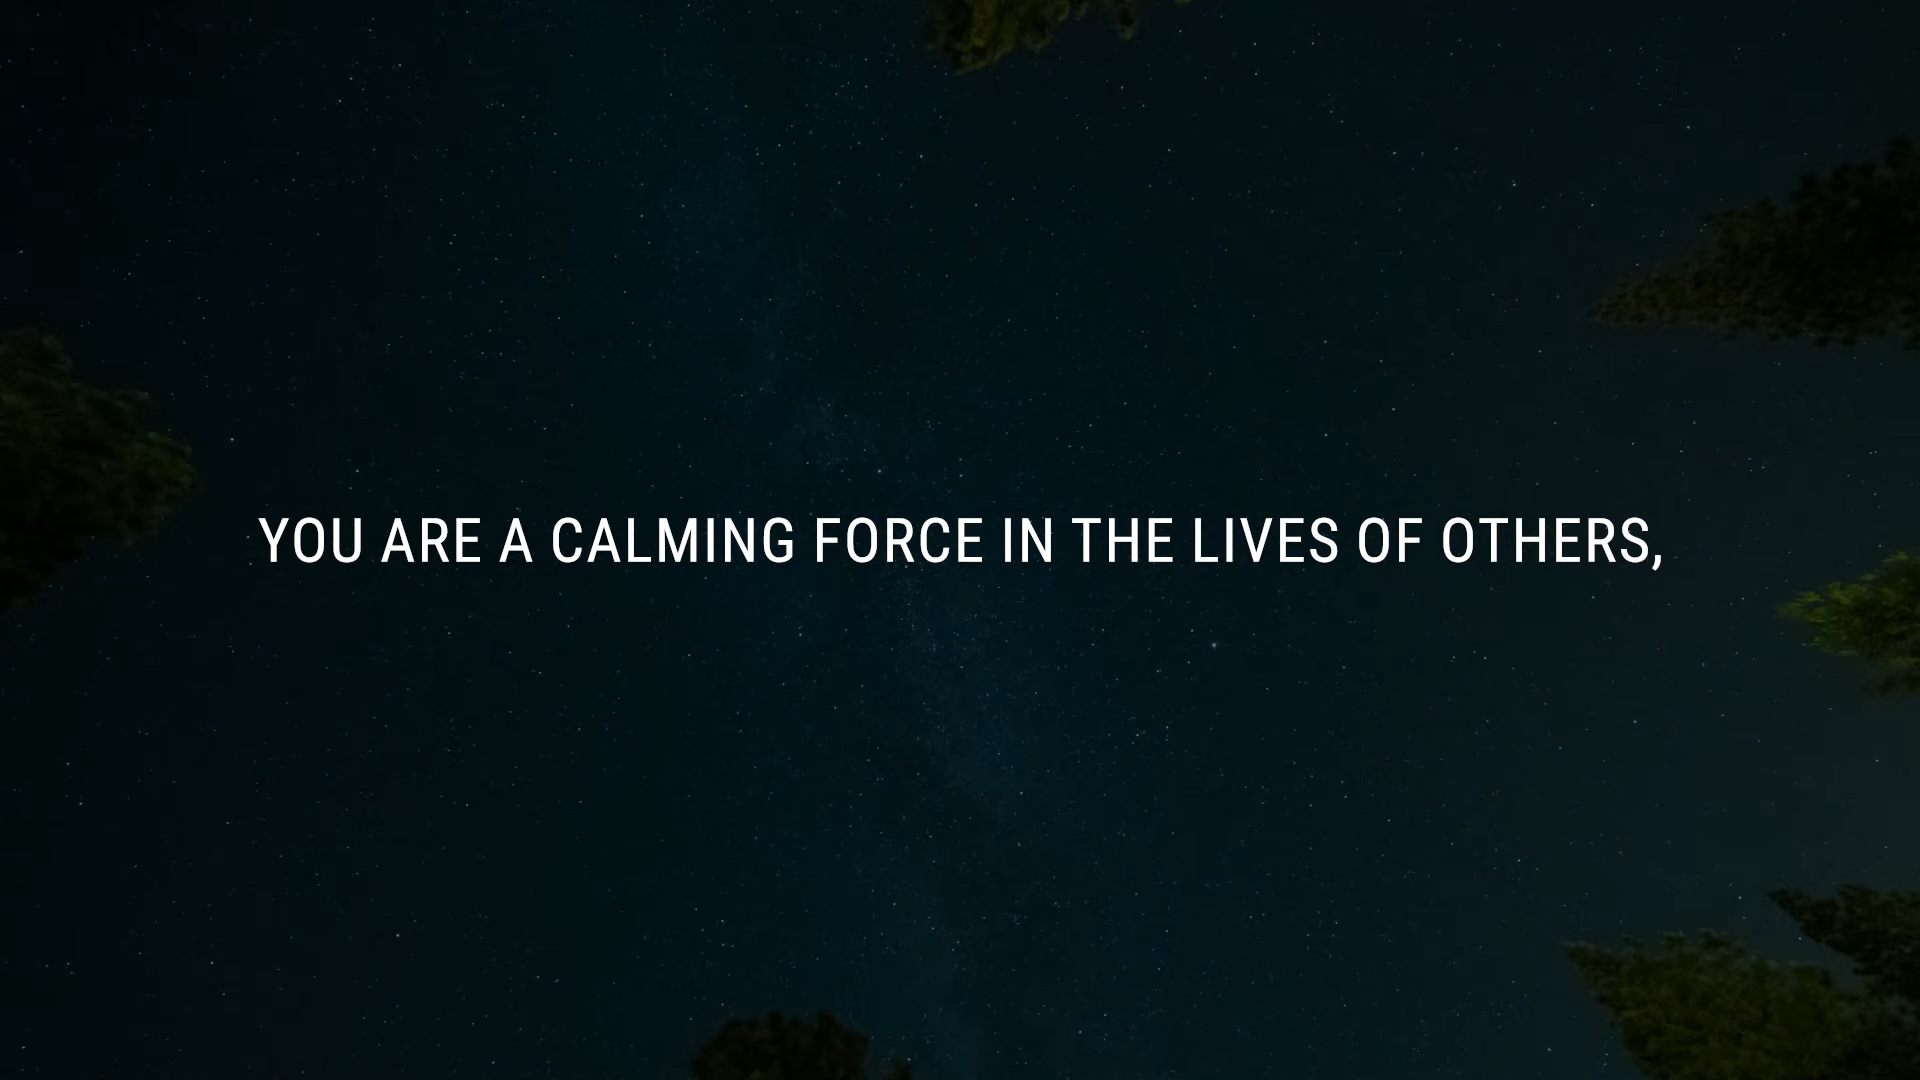 YOU ARE A CALMING FORCE IN THE LIVES OF OTHERS,